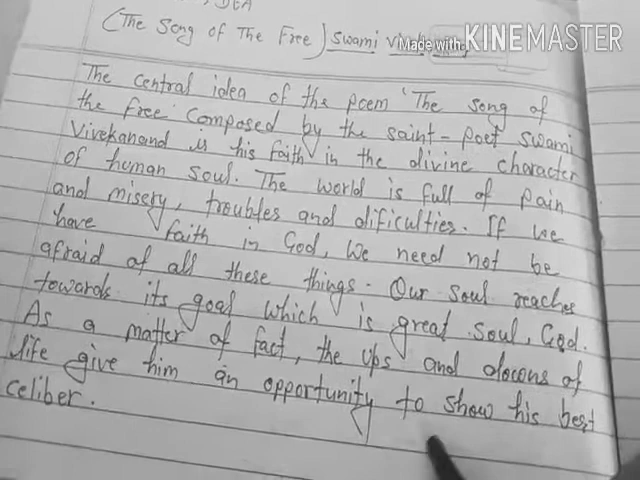 IDEA
(The Song of The Free) Swami
Made with KINEMASTER
The central idea of the poem 'The song of
the free' composed by the saint-poet swami
Vivekanand is his faith in the divine character
of human soul. The world is full of pain
and misery, troubles and dificulties. If we
have faith in God, we need not be
afraid of all these things. Our soul reaches
towards its goal which is great soul, God.
As a matter of fact, the ups and downs of
life give him an opportunity to show his best
celiber.